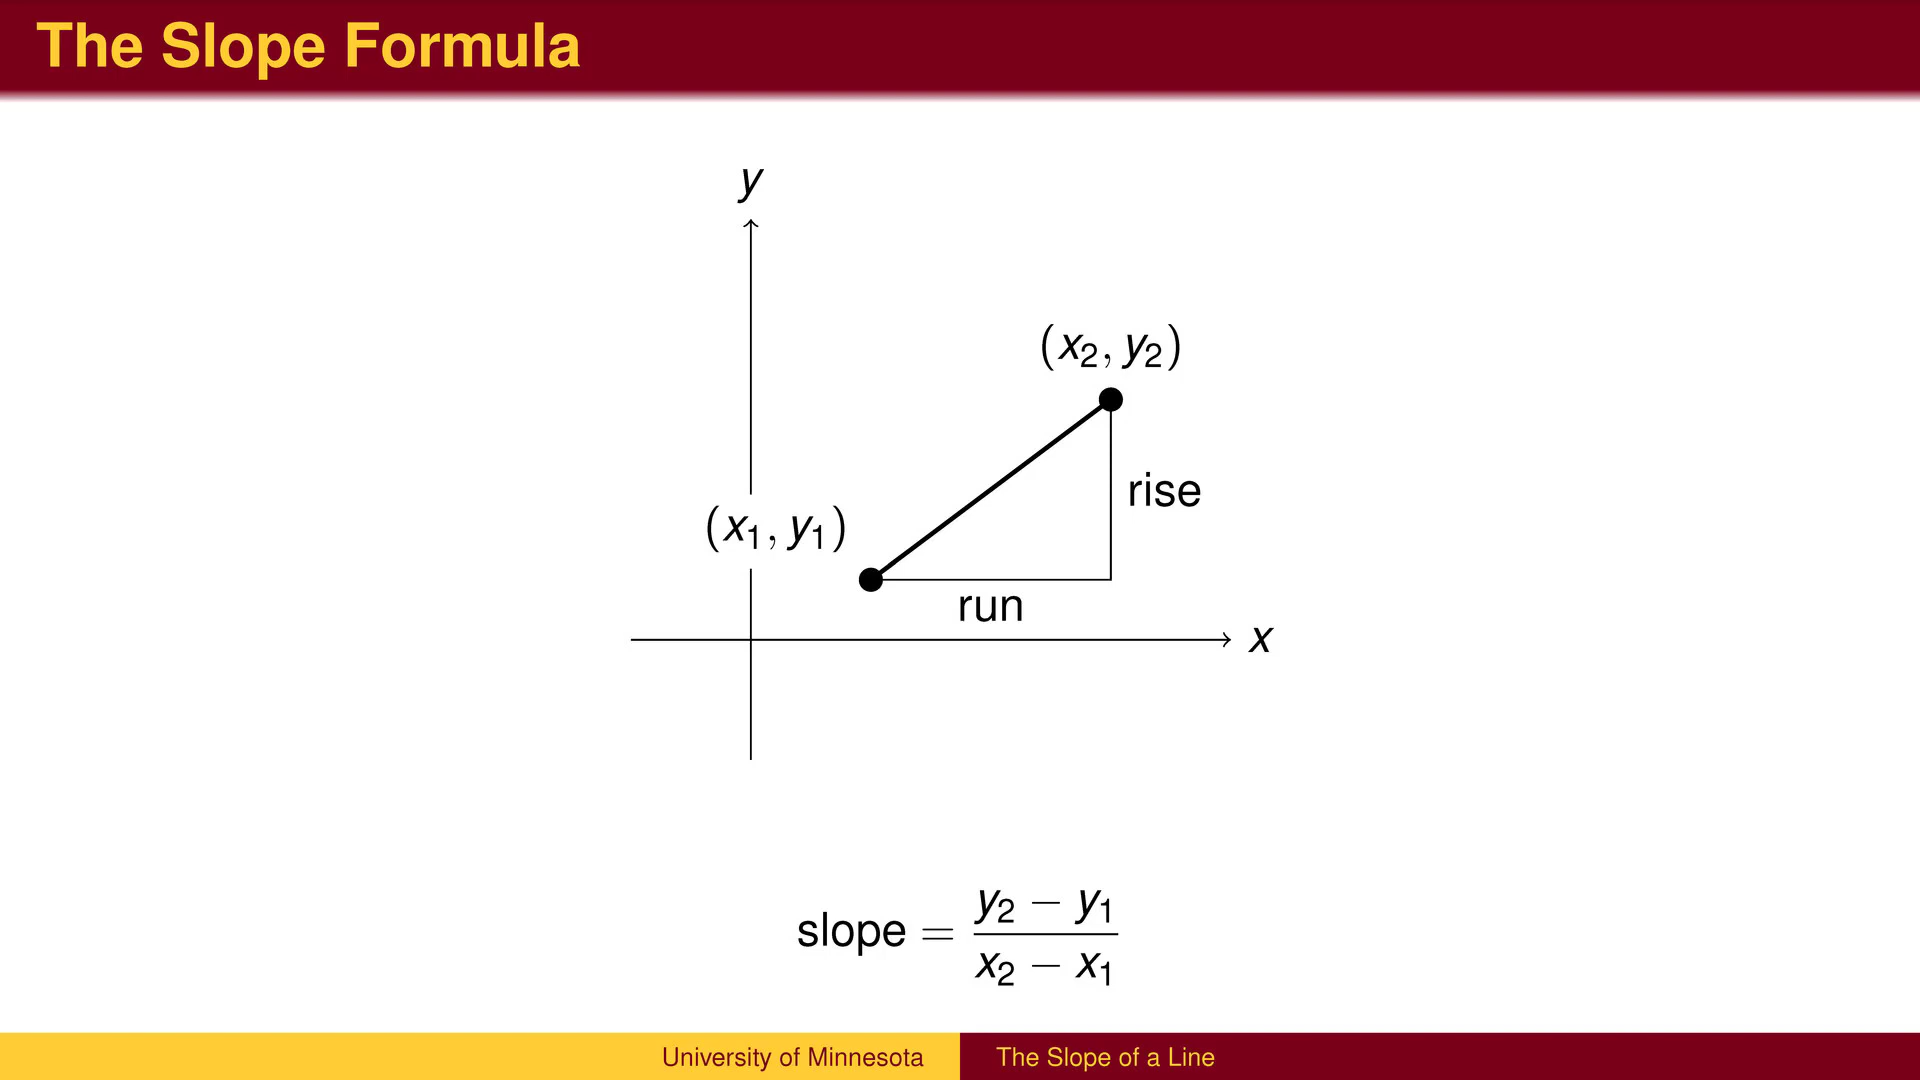 The Slope Formula
y
(x₂, y₂)
rise
(x₁, y₁)
run
x
slope = (y₂ − y₁) / (x₂ − x₁)
University of Minnesota
The Slope of a Line